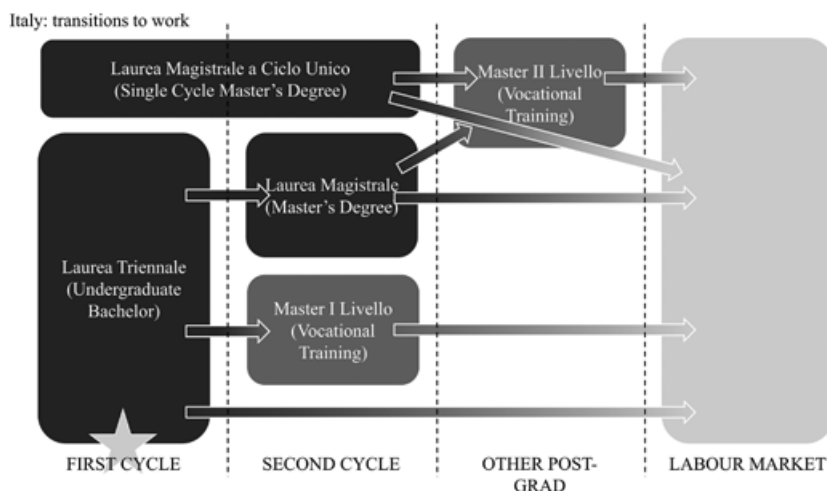 Italy: transitions to work
Laurea Magistrale a Ciclo Unico
(Single Cycle Master's Degree)
Master II Livello
(Vocational
Training)
Laurea Magistrale
(Master's Degree)
Laurea Triennale
(Undergraduate
Bachelor)
Master I Livello
(Vocational
Training)
FIRST CYCLE
SECOND CYCLE
OTHER POST-
GRAD
LABOUR MARKET